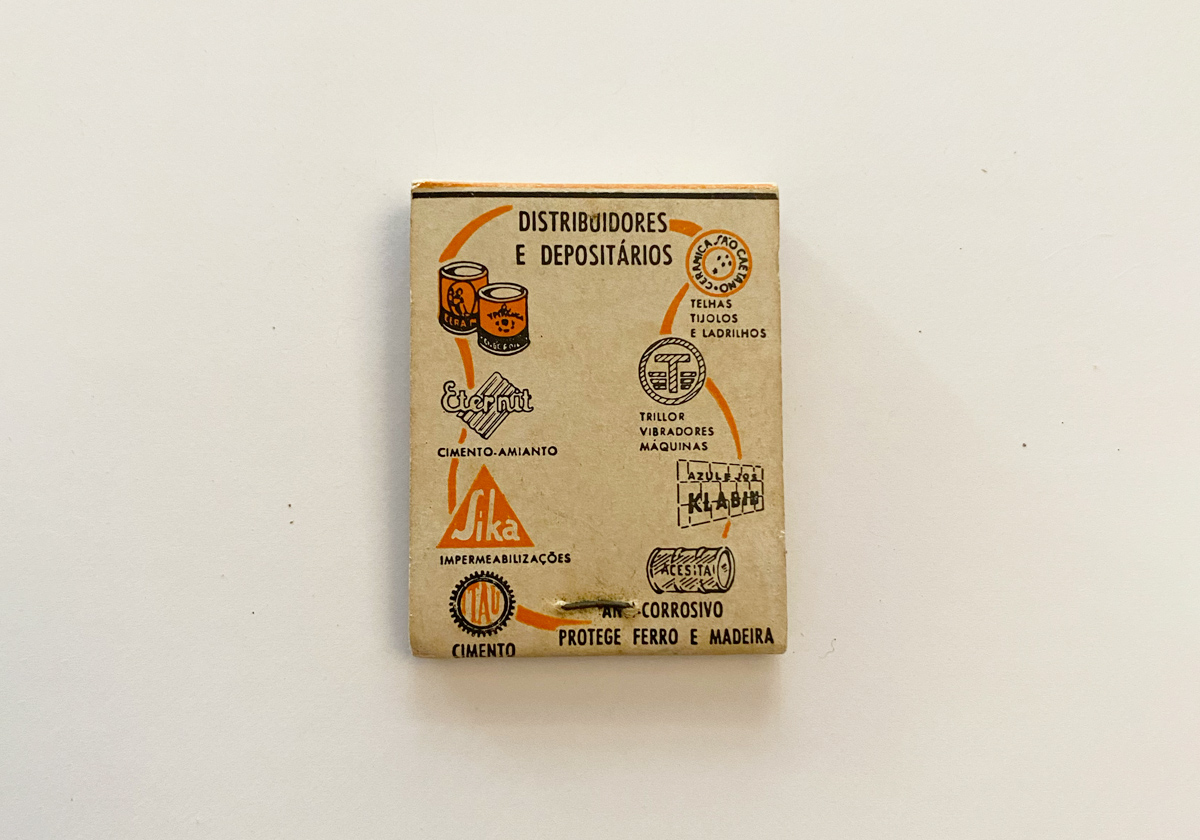 DISTRIBUIDORES
E DEPOSITÁRIOS
CERÂMICA SÃO CAETANO
TELHAS
TIJOLOS
E LADRILHOS
T
TRILLOR
VIBRADORES
MÁQUINAS
Eternit
CIMENTO-AMIANTO
AZULEJOS
KLABIN
Sika
IMPERMEABILIZAÇÕES
ACESITA
ITAÚ
CIMENTO
CORROSIVO
PROTEGE FERRO E MADEIRA